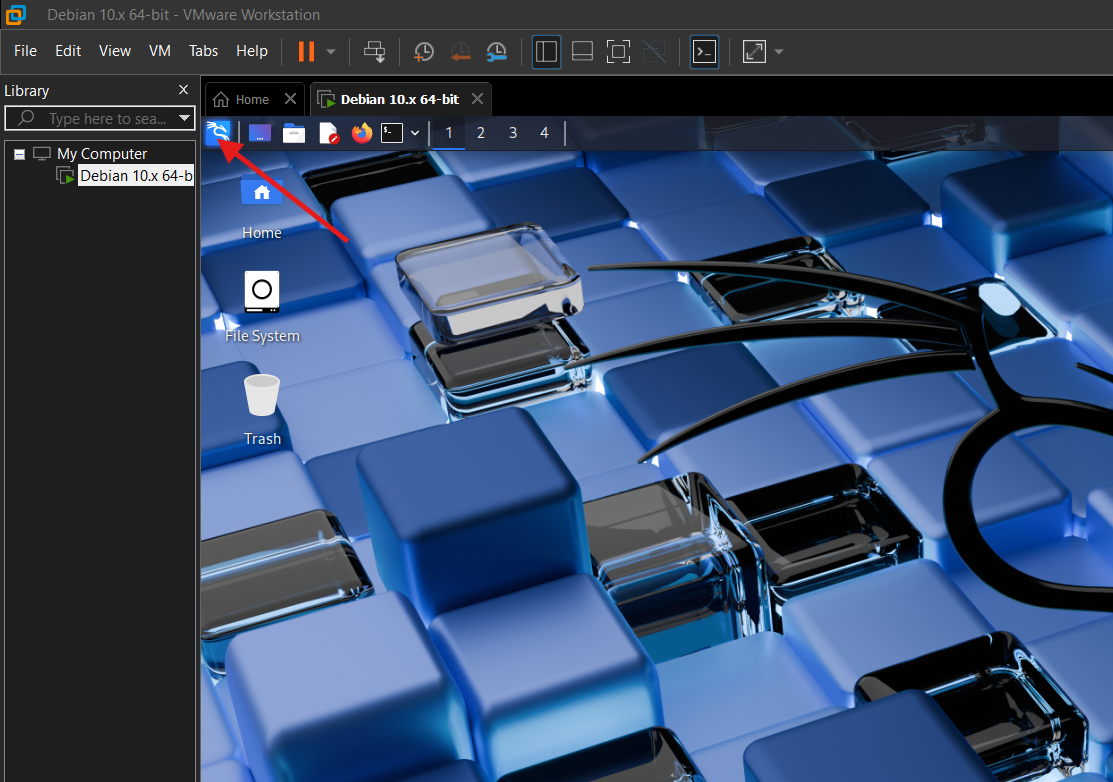 Debian 10.x 64-bit - VMware Workstation
File Edit View VM Tabs Help
Library
Type here to sea...
Home
Debian 10.x 64-bit
My Computer
Debian 10.x 64-b
1 2 3 4
Home
File System
Trash